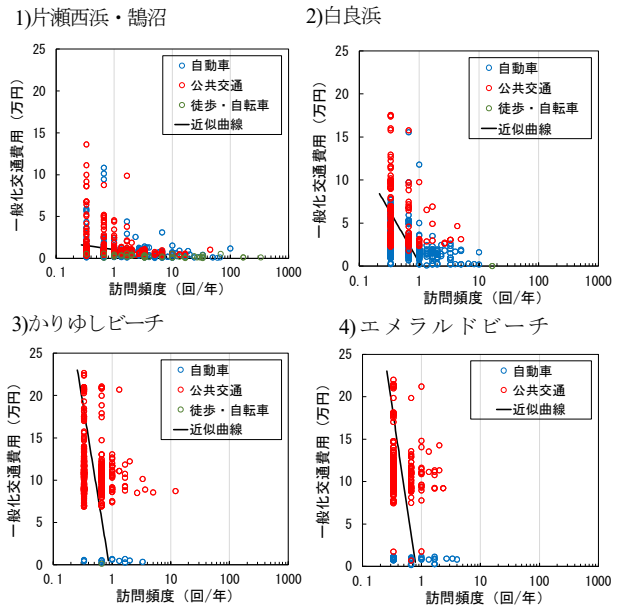 1)片瀬西浜・鵠沼
25
20
15
10
5
0
0.1
1
10
100
1000
一般化交通費用（万円）
訪問頻度（回/年）
自動車
公共交通
徒歩・自転車
近似曲線
2)白良浜
25
20
15
10
5
0
0.1
1
10
100
1000
一般化交通費用（万円）
訪問頻度（回/年）
自動車
公共交通
徒歩・自転車
近似曲線
3)かりゆしビーチ
25
20
15
10
5
0
0.1
1
10
100
1000
一般化交通費用（万円）
訪問頻度（回/年）
自動車
公共交通
徒歩・自転車
近似曲線
4)エメラルドビーチ
25
20
15
10
5
0
0.1
1
10
100
1000
一般化交通費用（万円）
訪問頻度（回/年）
自動車
公共交通
近似曲線